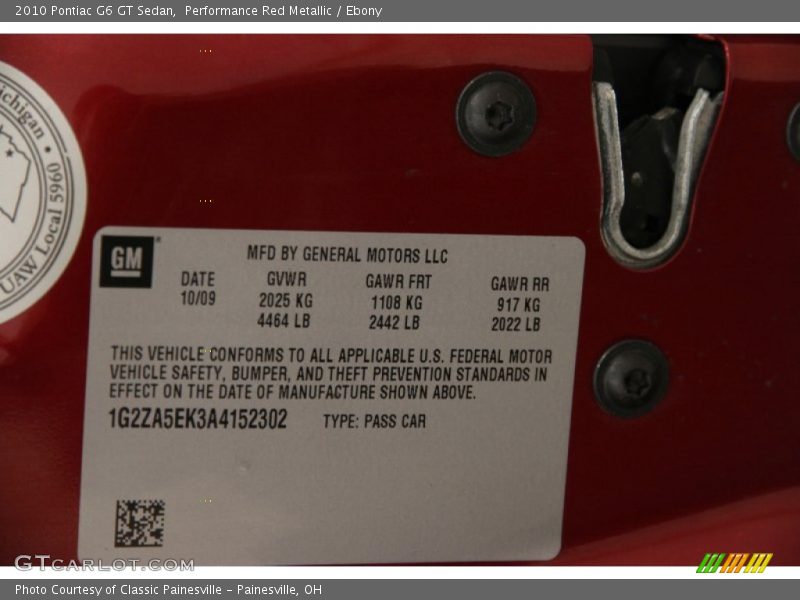 2010 Pontiac G6 GT Sedan, Performance Red Metallic / Ebony
Michigan •
UAW Local 5960
GM
MFD BY GENERAL MOTORS LLC
DATE GVWR GAWR FRT GAWR RR
10/09 2025 KG 1108 KG 917 KG
4464 LB 2442 LB 2022 LB
THIS VEHICLE CONFORMS TO ALL APPLICABLE U.S. FEDERAL MOTOR
VEHICLE SAFETY, BUMPER, AND THEFT PREVENTION STANDARDS IN
EFFECT ON THE DATE OF MANUFACTURE SHOWN ABOVE.
1G2ZA5EK3A4152302 TYPE: PASS CAR
GTCARLOT.COM
Photo Courtesy of Classic Painesville - Painesville, OH